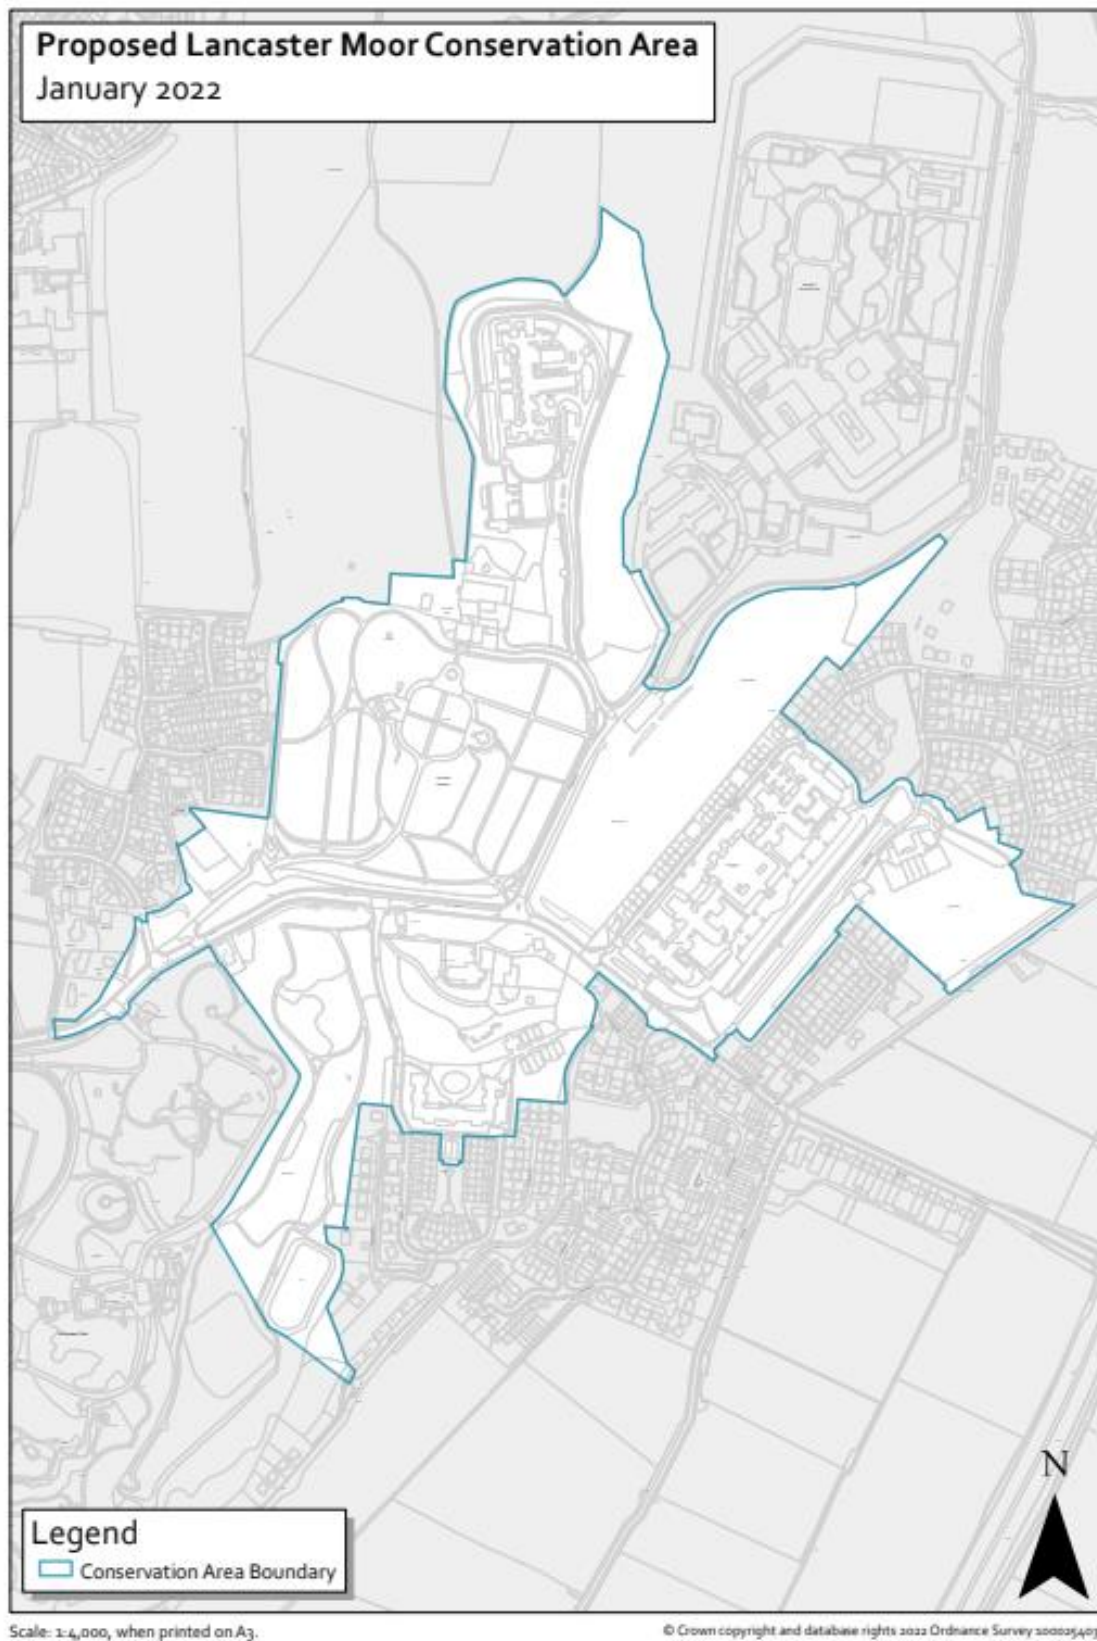 Proposed Lancaster Moor Conservation Area
January 2022
N
Legend
Conservation Area Boundary
Scale: 1:4,000, when printed on A3.
© Crown copyright and database rights 2022 Ordnance Survey 100025403